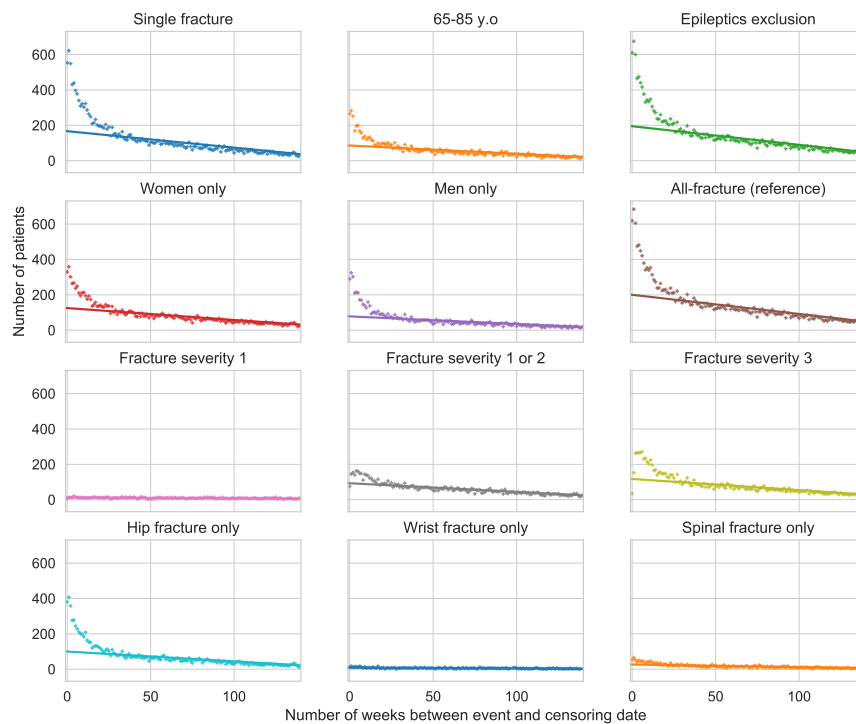 Single fracture
65-85 y.o
Epileptics exclusion
600
400
200
0
Women only
Men only
All-fracture (reference)
600
400
200
0
Number of patients
Fracture severity 1
Fracture severity 1 or 2
Fracture severity 3
600
400
200
0
Hip fracture only
Wrist fracture only
Spinal fracture only
600
400
200
0
0 50 100 0 50 100 0 50 100
Number of weeks between event and censoring date